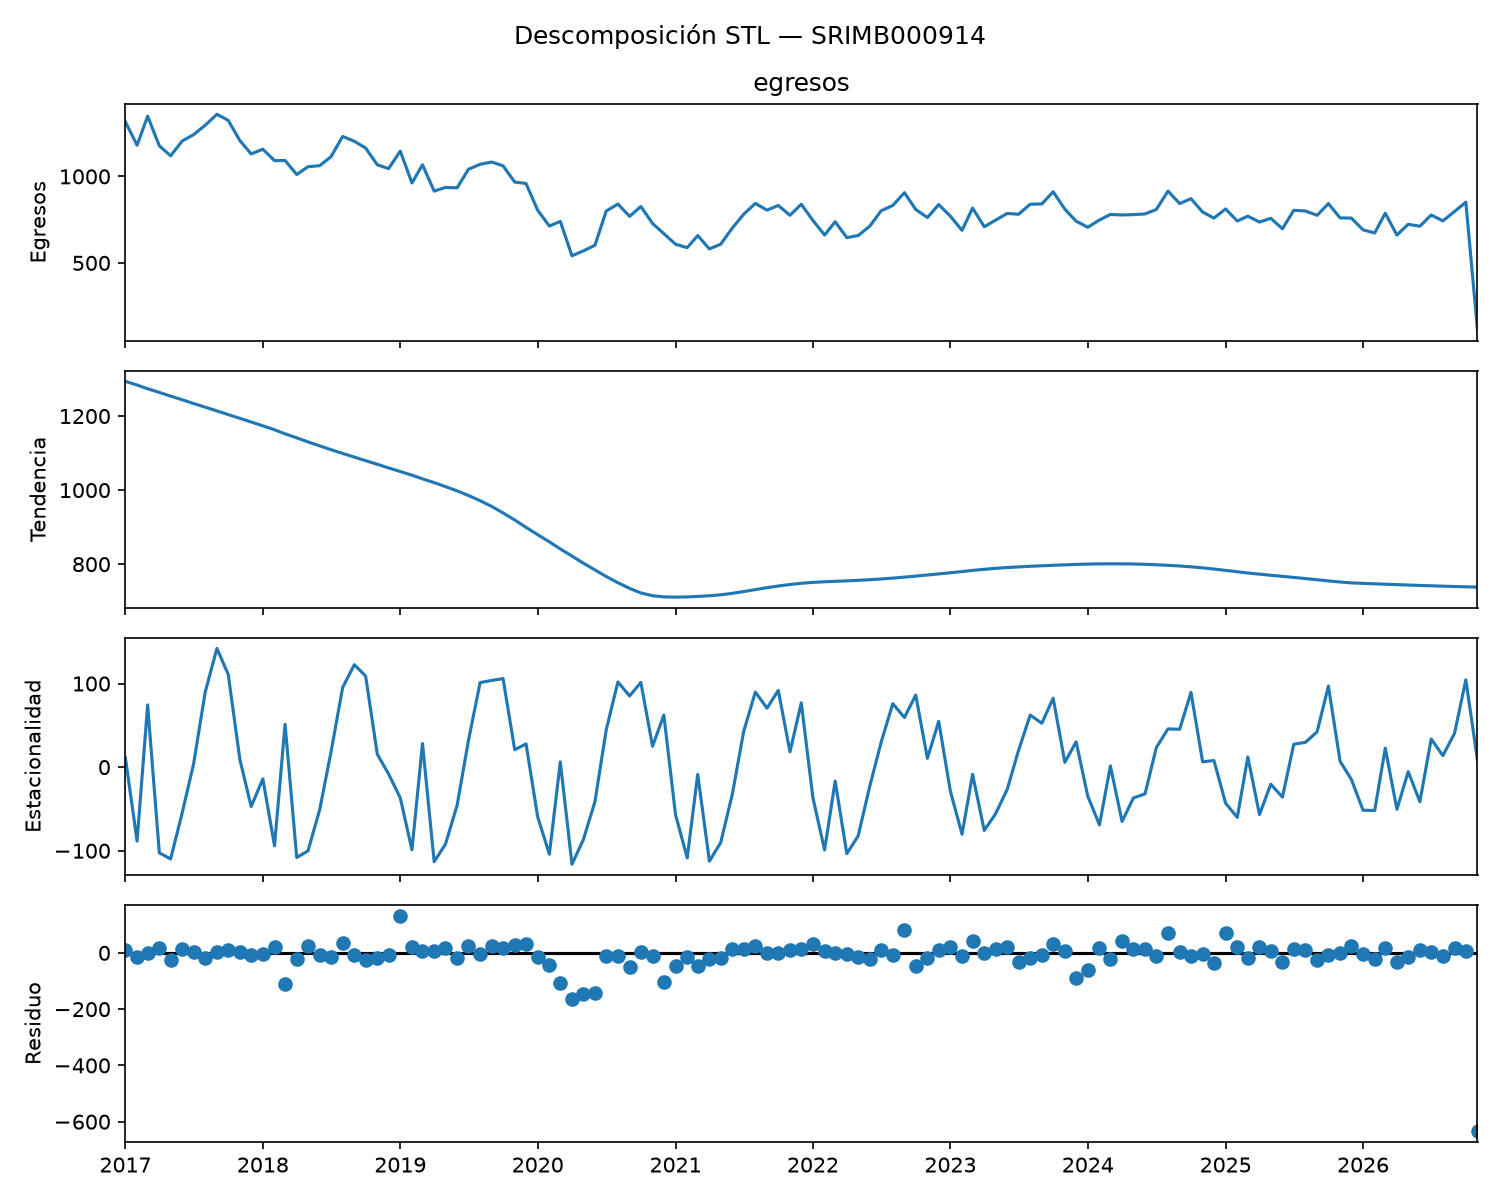 Descomposición STL — SRIMB000914
egresos
Egresos
1000
500
Tendencia
1200
1000
800
Estacionalidad
100
0
−100
Residuo
0
−200
−400
−600
2017 2018 2019 2020 2021 2022 2023 2024 2025 2026